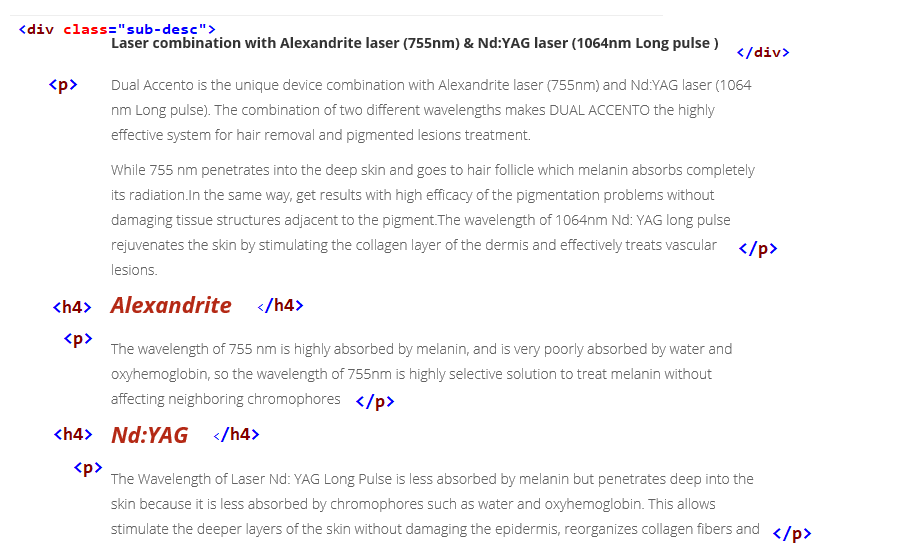 <div class="sub-desc">
Laser combination with Alexandrite laser (755nm) & Nd:YAG laser (1064nm Long pulse ) </div>
<p> Dual Accento is the unique device combination with Alexandrite laser (755nm) and Nd:YAG laser (1064
nm Long pulse). The combination of two different wavelengths makes DUAL ACCENTO the highly
effective system for hair removal and pigmented lesions treatment.
While 755 nm penetrates into the deep skin and goes to hair follicle which melanin absorbs completely
its radiation.In the same way, get results with high efficacy of the pigmentation problems without
damaging tissue structures adjacent to the pigment.The wavelength of 1064nm Nd: YAG long pulse
rejuvenates the skin by stimulating the collagen layer of the dermis and effectively treats vascular </p>
lesions.
<h4> Alexandrite </h4>
<p>
The wavelength of 755 nm is highly absorbed by melanin, and is very poorly absorbed by water and
oxyhemoglobin, so the wavelength of 755nm is highly selective solution to treat melanin without
affecting neighboring chromophores </p>
<h4> Nd:YAG </h4>
<p>
The Wavelength of Laser Nd: YAG Long Pulse is less absorbed by melanin but penetrates deep into the
skin because it is less absorbed by chromophores such as water and oxyhemoglobin. This allows
stimulate the deeper layers of the skin without damaging the epidermis, reorganizes collagen fibers and </p>